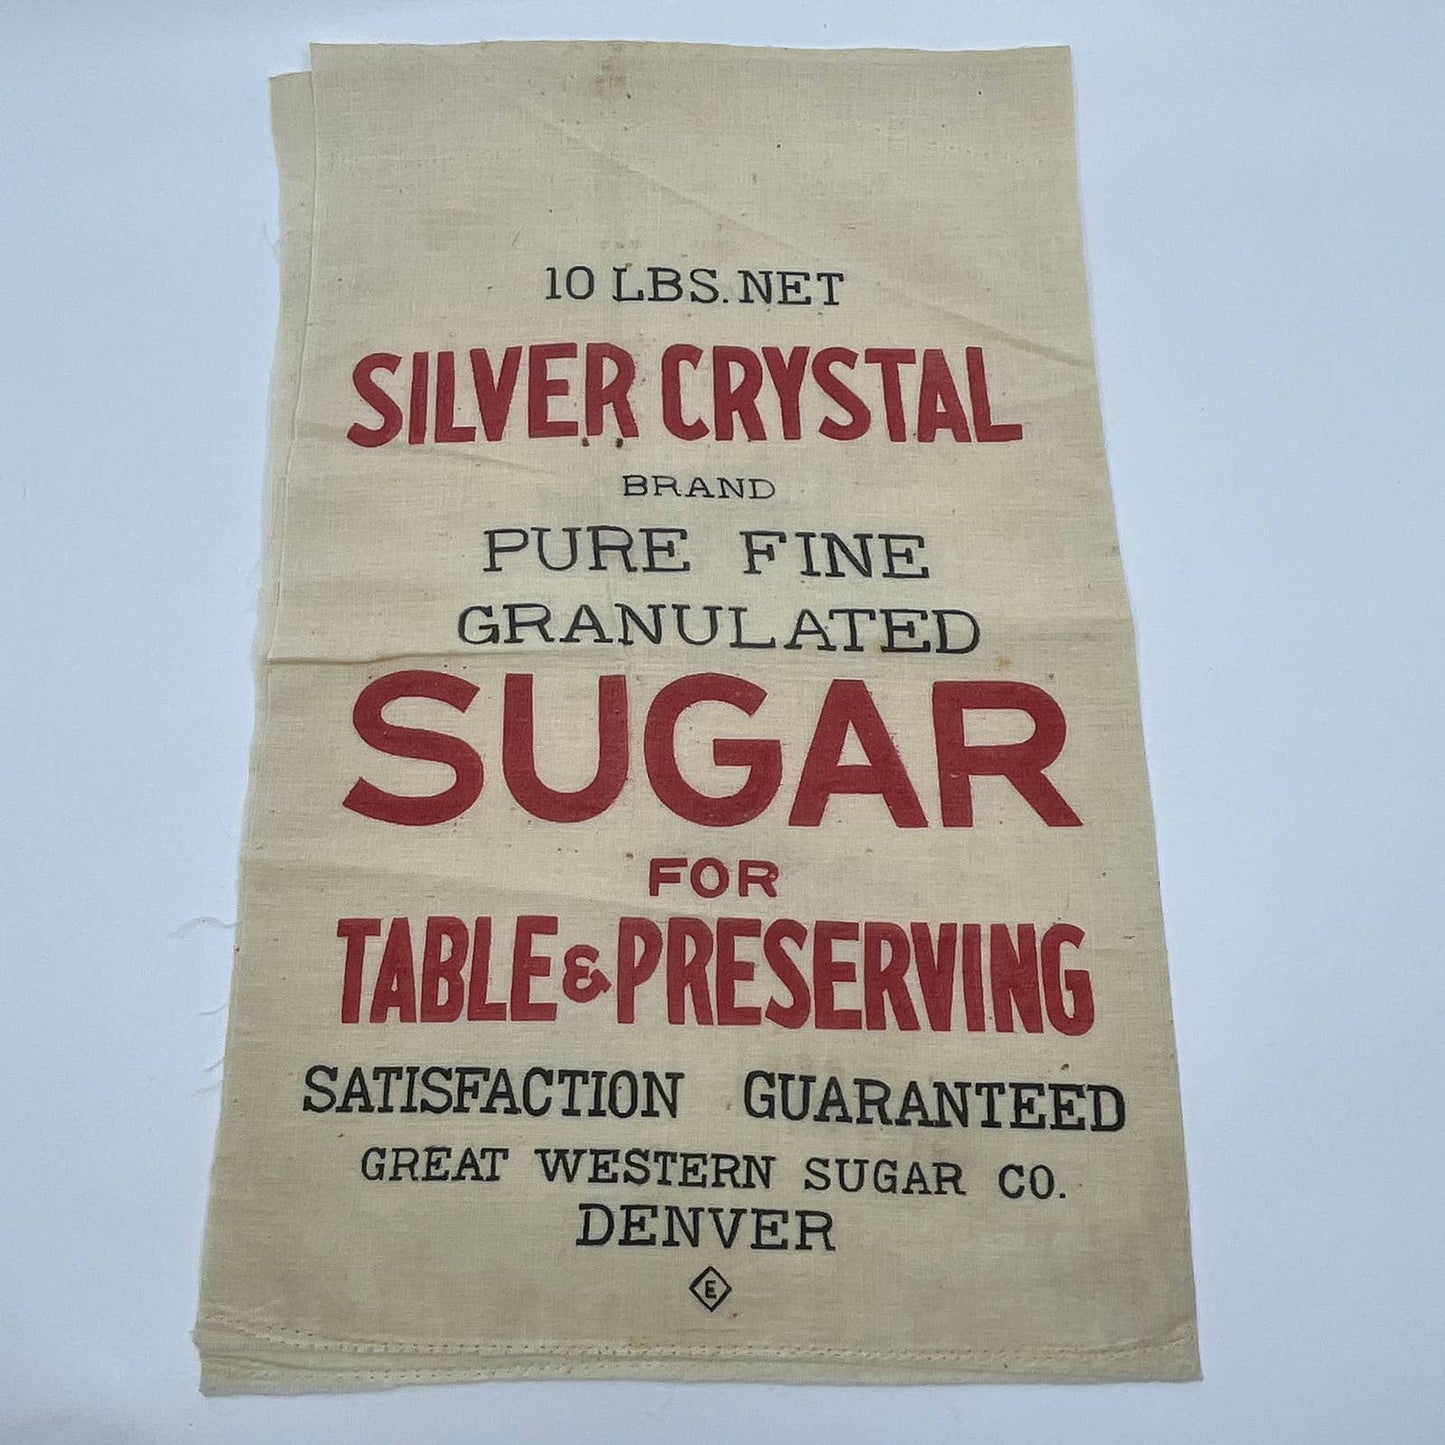 10 LBS. NET
SILVER CRYSTAL
BRAND
PURE FINE
GRANULATED
SUGAR
FOR
TABLE & PRESERVING
SATISFACTION GUARANTEED
GREAT WESTERN SUGAR CO.
DENVER
E